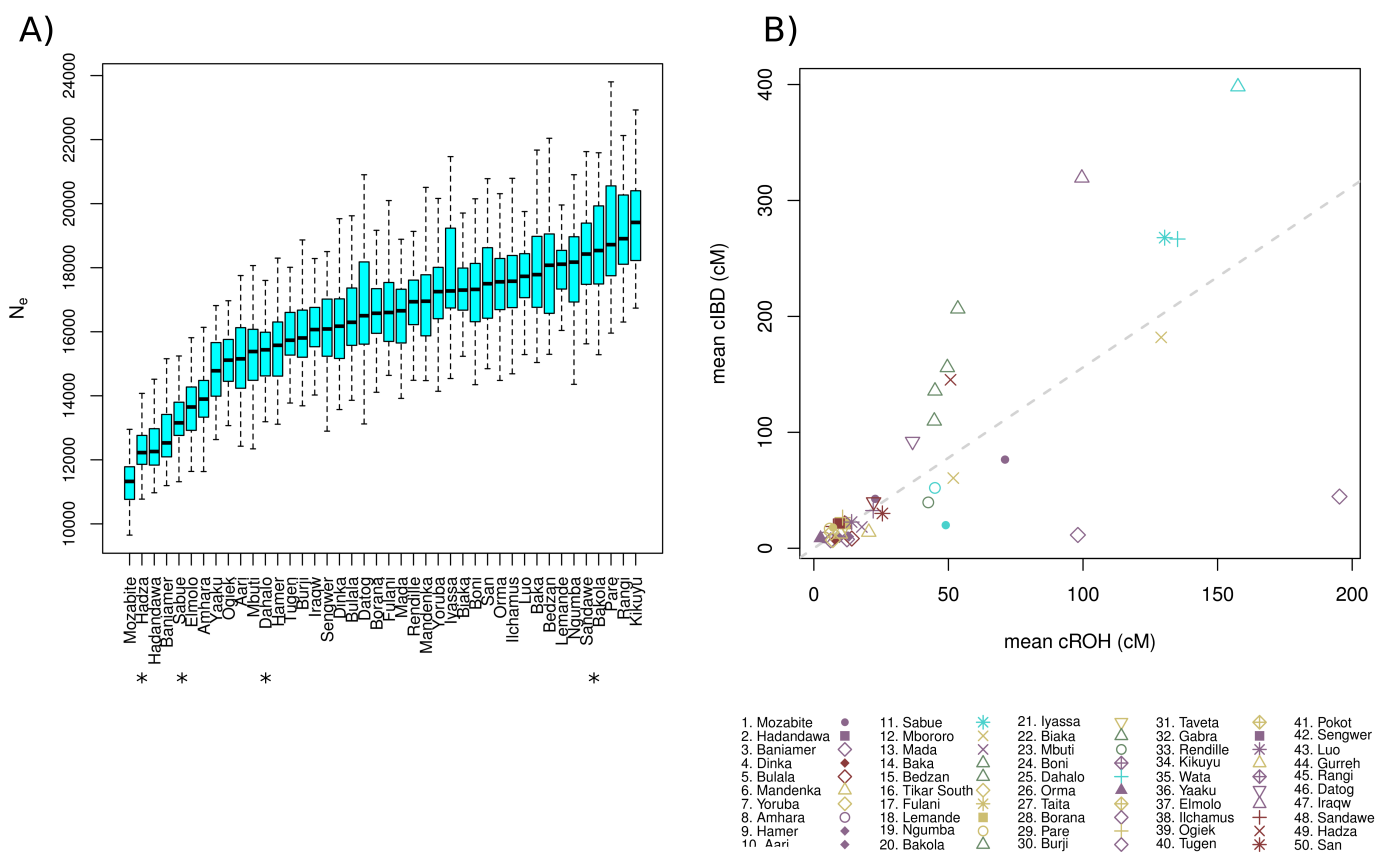 A)
B)
24000
22000
20000
18000
16000
14000
12000
10000
Ne
Mozabite
Hadza
Hadandawa
Baniamer
Sabue
Elmolo
Amhara
Yaaku
Ogiek
Aari
Mbuti
Dahalo
Hamer
Tugen
Burji
Iraqw
Sengwer
Dinka
Bulala
Datog
Borana
Fulani
Mada
Rendille
Mandenka
Yoruba
Iyassa
Biaka
Boni
San
Orma
Ilchamus
Luo
Baka
Bedzan
Lemande
Ngumba
Sandawe
Bakola
Pare
Rangi
Kikuyu
* * * *
400
300
200
100
0
mean cIBD (cM)
0 50 100 150 200
mean cROH (cM)
1. Mozabite 11. Sabue 21. Iyassa 31. Taveta 41. Pokot
2. Hadandawa 12. Mbororo 22. Biaka 32. Gabra 42. Sengwer
3. Baniamer 13. Mada 23. Mbuti 33. Rendille 43. Luo
4. Dinka 14. Baka 24. Boni 34. Kikuyu 44. Gurreh
5. Bulala 15. Bedzan 25. Dahalo 35. Wata 45. Rangi
6. Mandenka 16. Tikar South 26. Orma 36. Yaaku 46. Datog
7. Yoruba 17. Fulani 27. Taita 37. Elmolo 47. Iraqw
8. Amhara 18. Lemande 28. Borana 38. Ilchamus 48. Sandawe
9. Hamer 19. Ngumba 29. Pare 39. Ogiek 49. Hadza
10. Aari 20. Bakola 30. Burji 40. Tugen 50. San